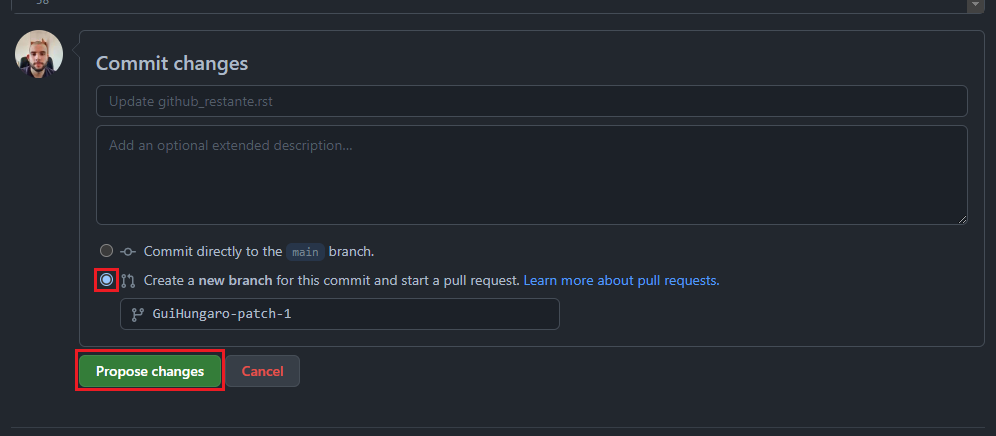 Commit changes
Update github_restante.rst
Add an optional extended description...
Commit directly to the main branch.
Create a new branch for this commit and start a pull request. Learn more about pull requests.
GuiHungaro-patch-1
Propose changes
Cancel